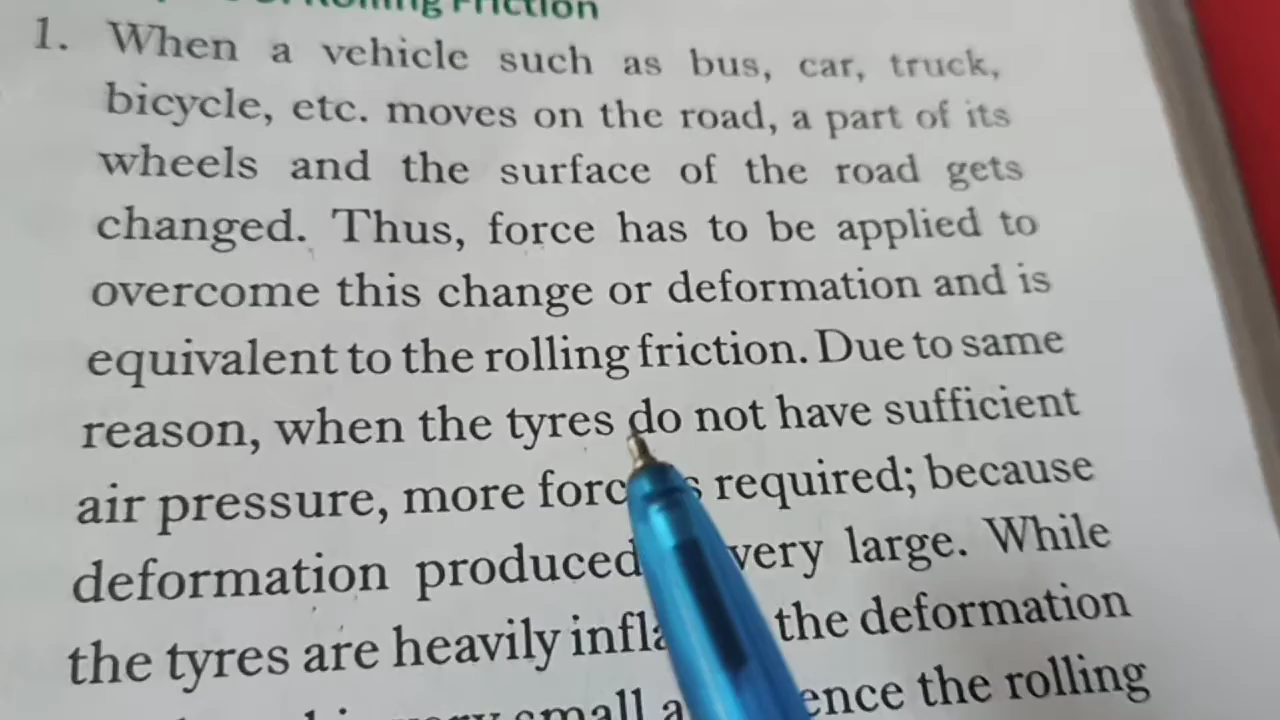 Rolling Friction
1. When a vehicle such as bus, car, truck,
bicycle, etc. moves on the road, a part of its
wheels and the surface of the road gets
changed. Thus, force has to be applied to
overcome this change or deformation and is
equivalent to the rolling friction. Due to same
reason, when the tyres do not have sufficient
air pressure, more required; because
deformation produced very large. While
the tyres are heavily the deformation
small the rolling